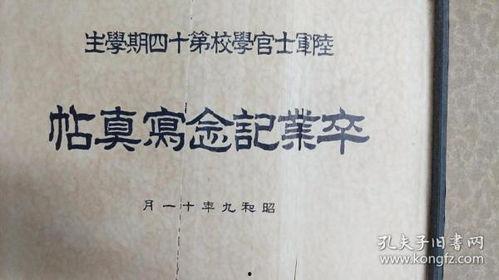 陸軍士官學校第十四期學生
卒業記念寫真帖
昭和九年十一月
孔夫子旧书网
www.kongfz.com